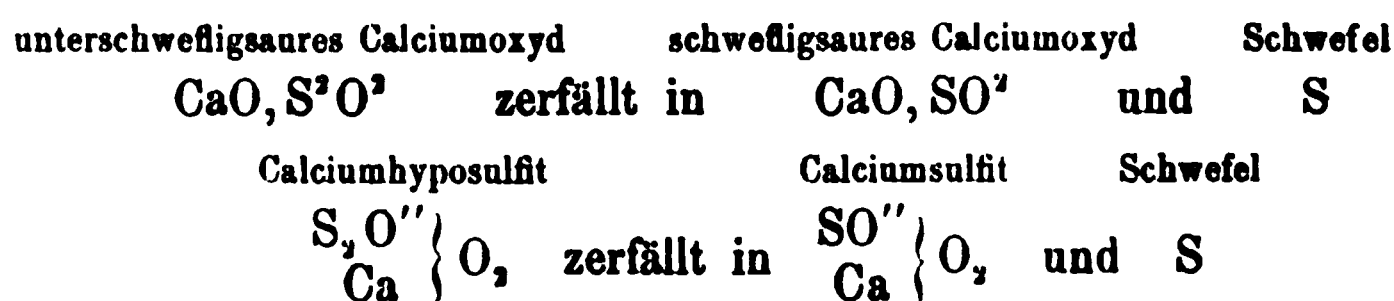 unterschwefligsaures Calciumoxyd schwefligsaures Calciumoxyd Schwefel
CaO, S²O² zerfällt in CaO, SO² und S
Calciumhyposulfit Calciumsulfit Schwefel
S₂O″ } O₂ zerfällt in SO″ } O₂ und S
Ca Ca